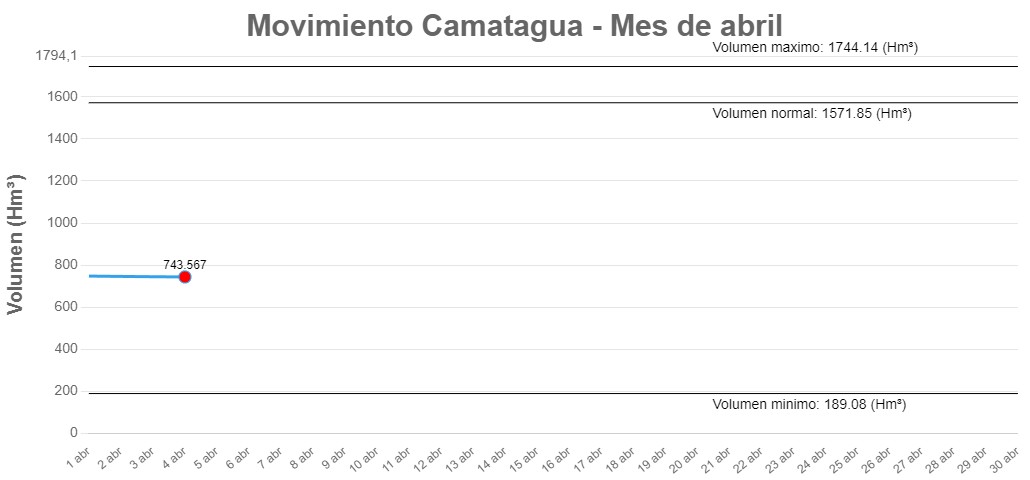 Movimiento Camatagua - Mes de abril
Volumen maximo: 1744.14 (Hm³)
1794,1
1600
Volumen normal: 1571.85 (Hm³)
1400
1200
1000
800
743.567
600
400
200
Volumen minimo: 189.08 (Hm³)
0
Volumen (Hm³)
1 abr
2 abr
3 abr
4 abr
5 abr
6 abr
7 abr
8 abr
9 abr
10 abr
11 abr
12 abr
13 abr
14 abr
15 abr
16 abr
17 abr
18 abr
19 abr
20 abr
21 abr
22 abr
23 abr
24 abr
25 abr
26 abr
27 abr
28 abr
29 abr
30 abr